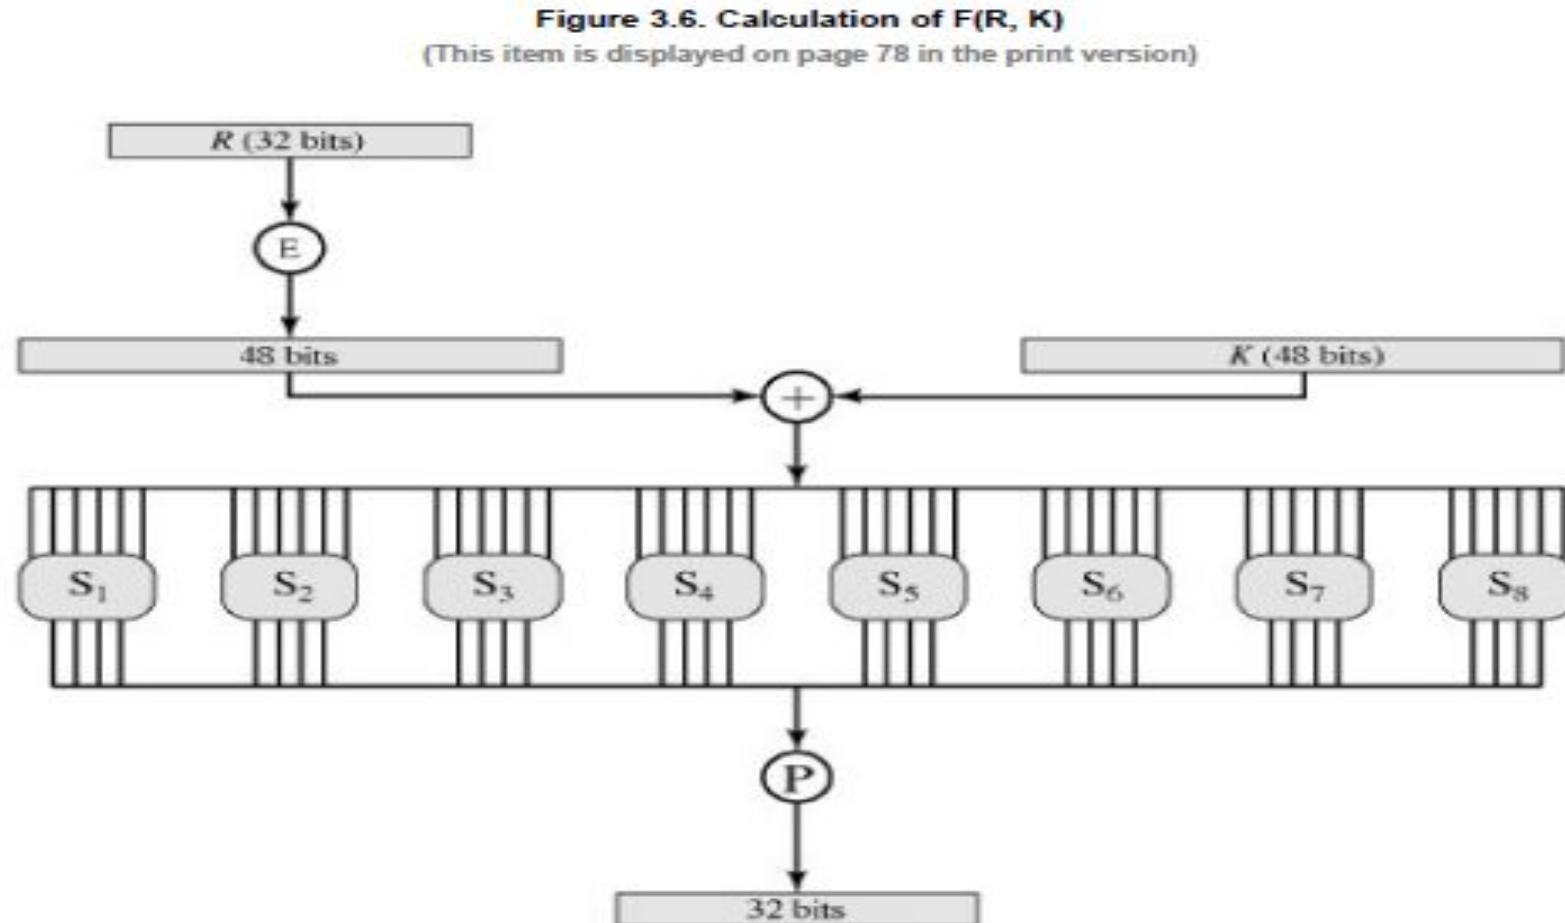 Figure 3.6. Calculation of F(R, K)
(This item is displayed on page 78 in the print version)
R (32 bits)
E
48 bits
K (48 bits)
+
S1 S2 S3 S4 S5 S6 S7 S8
P
32 bits